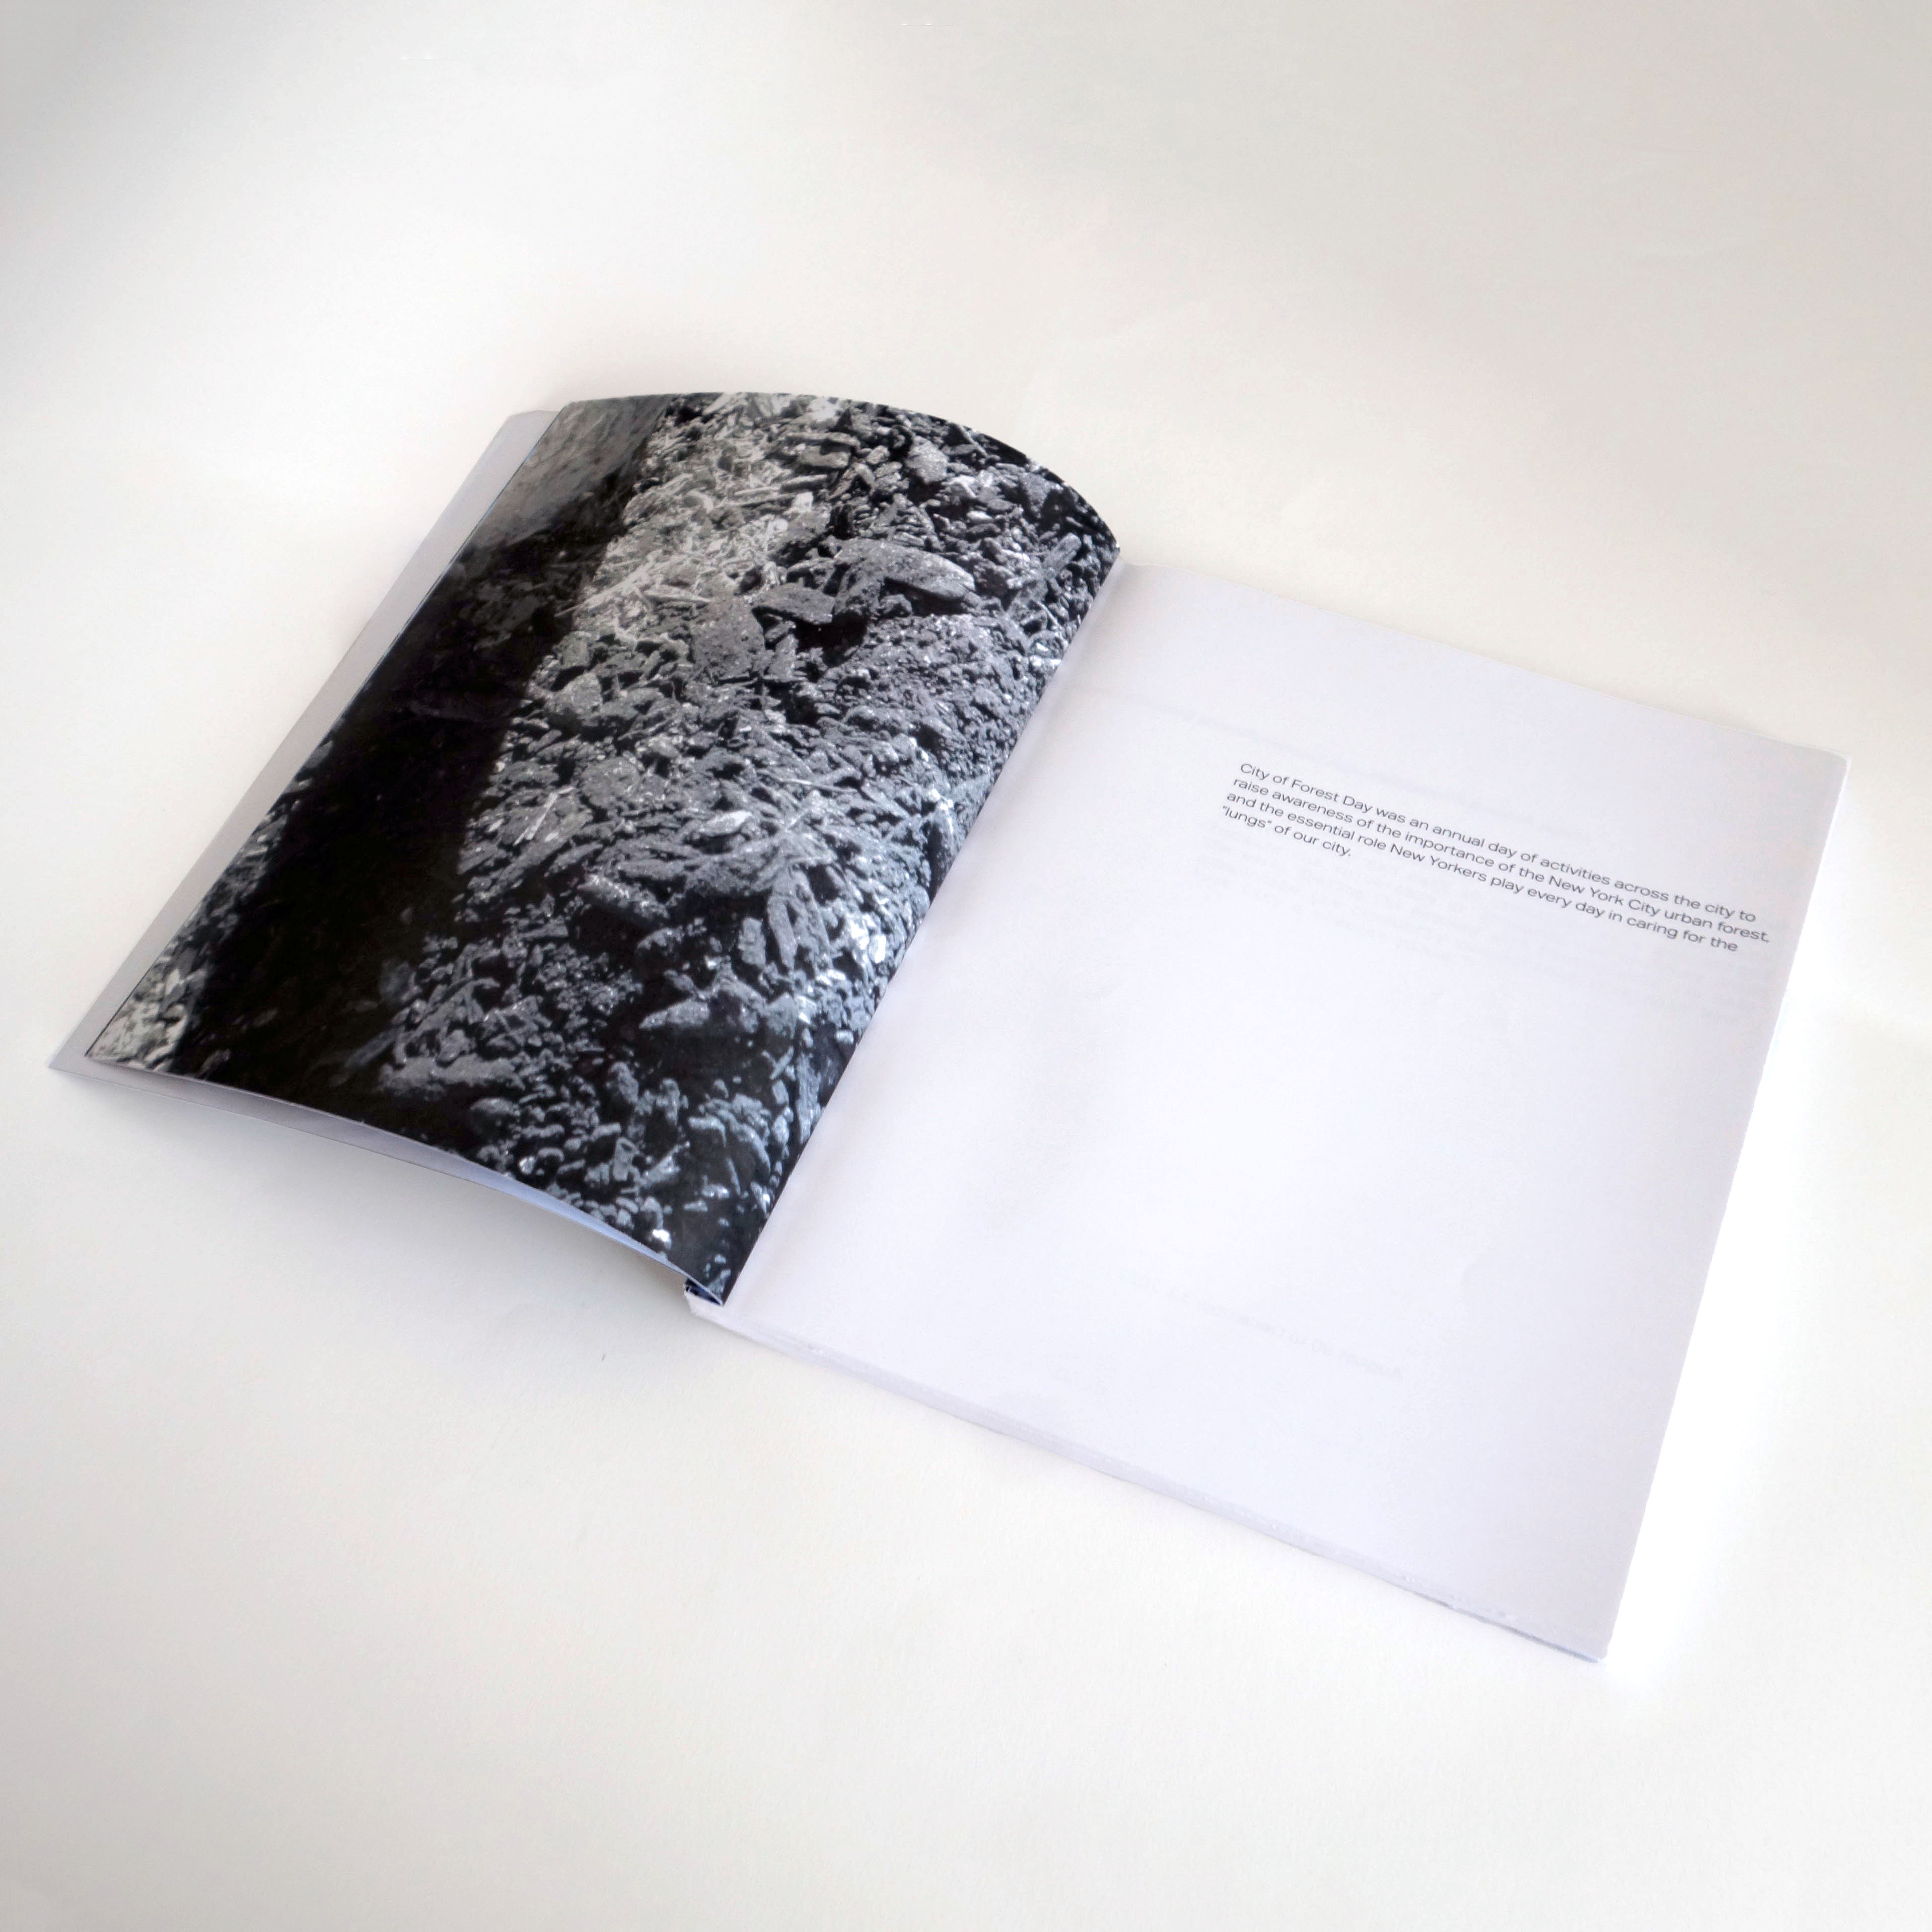 City of Forest Day was an annual day of activities across the city to
raise awareness of the importance of the New York City urban forest,
and the essential role New Yorkers play every day in caring for the
"lungs" of our city.